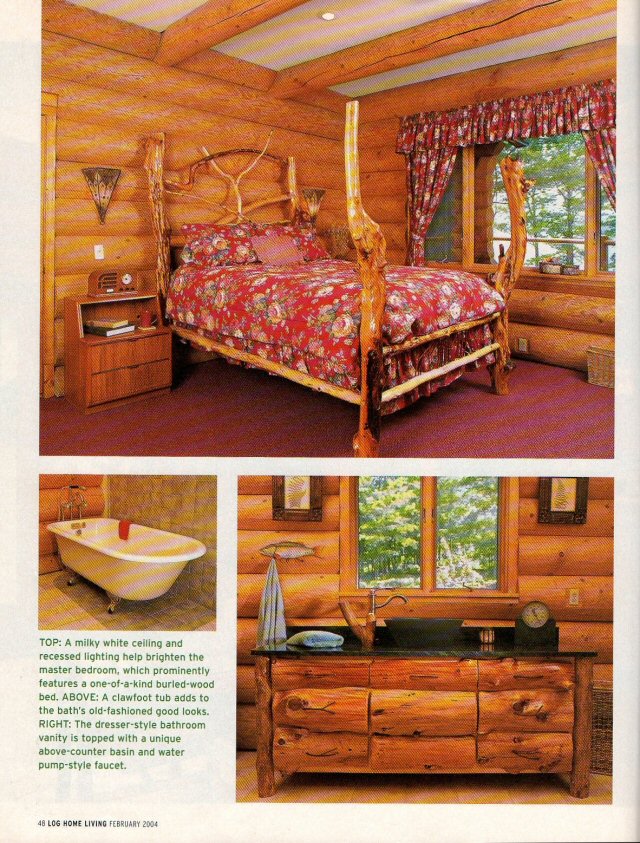 TOP: A milky white ceiling and
recessed lighting help brighten the
master bedroom, which prominently
features a one-of-a-kind burled-wood
bed. ABOVE: A clawfoot tub adds to
the bath's old-fashioned good looks.
RIGHT: The dresser-style bathroom
vanity is topped with a unique
above-counter basin and water
pump-style faucet.
48 LOG HOME LIVING FEBRUARY 2004